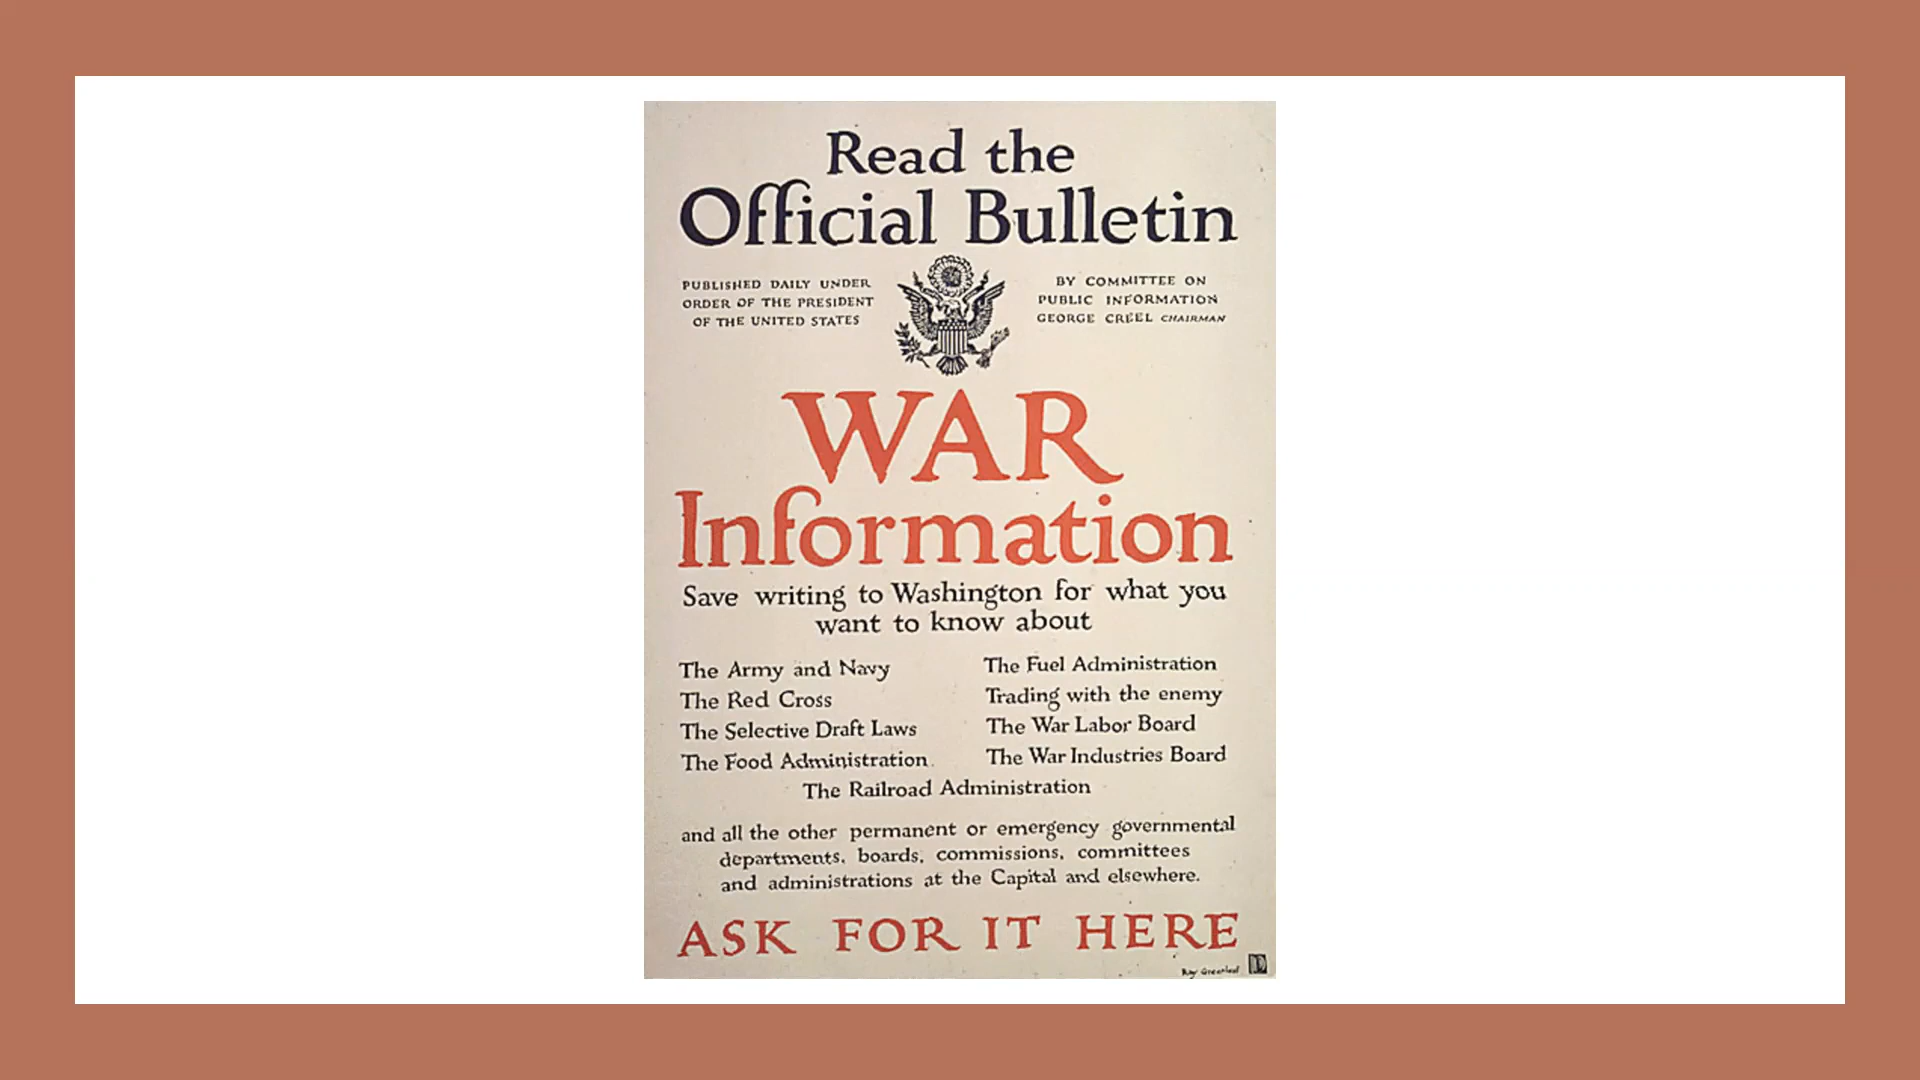 Read the
Official Bulletin
PUBLISHED DAILY UNDER
ORDER OF THE PRESIDENT
OF THE UNITED STATES
BY COMMITTEE ON
PUBLIC INFORMATION
GEORGE CREEL CHAIRMAN
WAR
Information
Save writing to Washington for what you
want to know about
The Army and Navy
The Red Cross
The Selective Draft Laws
The Food Administration
The Fuel Administration
Trading with the enemy
The War Labor Board
The War Industries Board
The Railroad Administration
and all the other permanent or emergency governmental
departments, boards, commissions, committees
and administrations at the Capital and elsewhere.
ASK FOR IT HERE
Ray Greenleaf